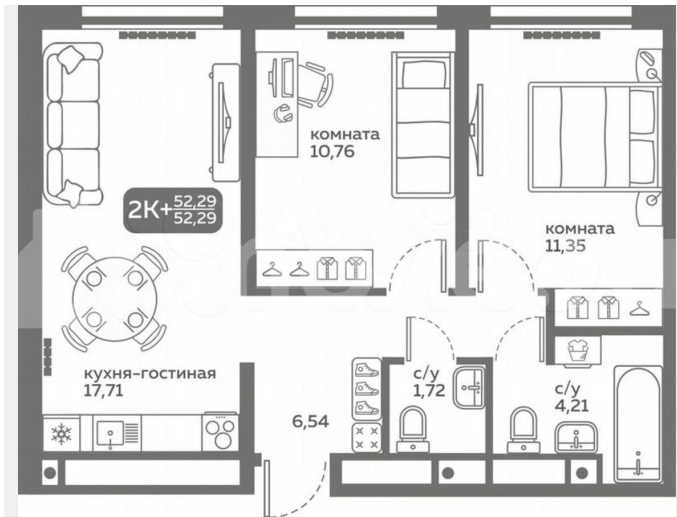 комната
10,76
2К+ 52,29
52,29
комната
11,35
кухня-гостиная
17,71
6,54
с/у
1,72
с/у
4,21